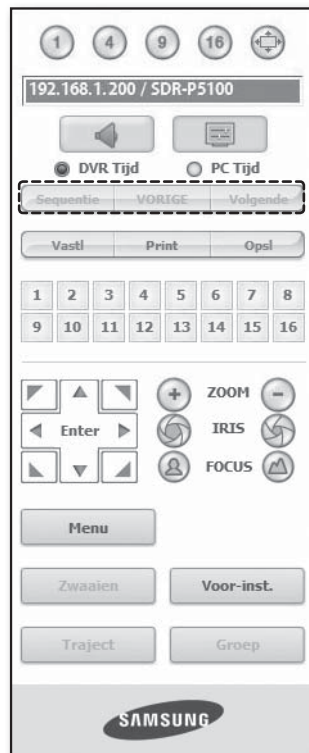 1 4 9 16
192.168.1.200 / SDR-P5100
DVR Tijd PC Tijd
Sequentie VORIGE Volgende
Vastl Print Opsl
1 2 3 4 5 6 7 8
9 10 11 12 13 14 15 16
ZOOM
Enter IRIS
FOCUS
Menu
Zwaaien Voor-inst.
Traject Groep
SAMSUNG